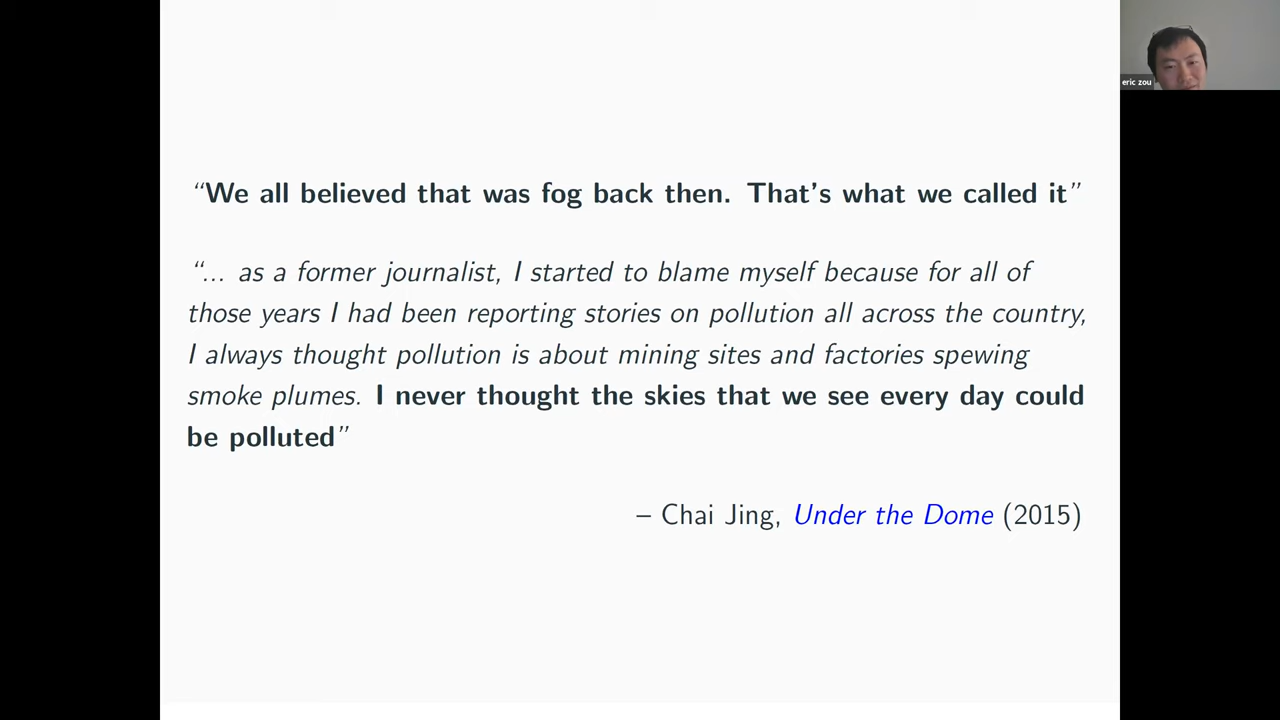 eric zou
“We all believed that was fog back then. That’s what we called it”
“... as a former journalist, I started to blame myself because for all of
those years I had been reporting stories on pollution all across the country,
I always thought pollution is about mining sites and factories spewing
smoke plumes. I never thought the skies that we see every day could
be polluted”
– Chai Jing, Under the Dome (2015)